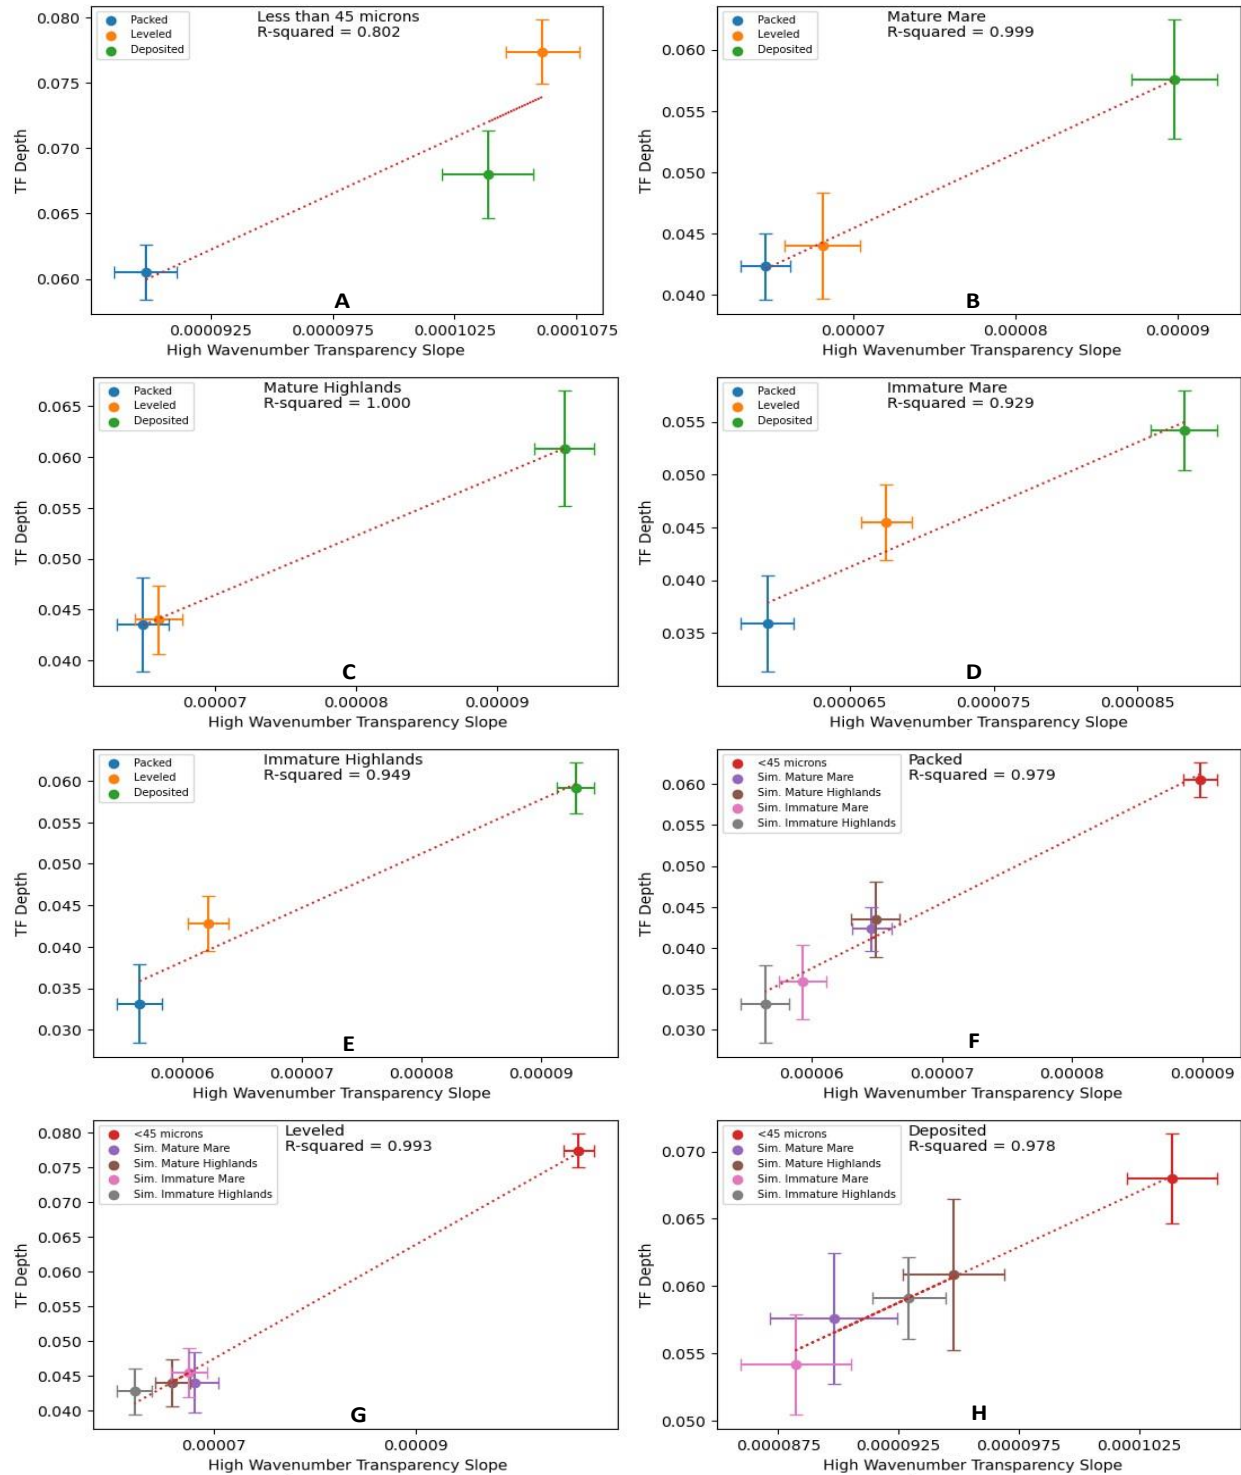 Packed
Leveled
Deposited
Less than 45 microns
R-squared = 0.802
0.080
0.075
0.070
0.065
0.060
TF Depth
A
0.0000925
0.0000975
0.0001025
0.0001075
High Wavenumber Transparency Slope
Packed
Leveled
Deposited
Mature Mare
R-squared = 0.999
0.060
0.055
0.050
0.045
0.040
TF Depth
B
0.00007
0.00008
0.00009
High Wavenumber Transparency Slope
Packed
Leveled
Deposited
Mature Highlands
R-squared = 1.000
0.065
0.060
0.055
0.050
0.045
0.040
TF Depth
C
0.00007
0.00008
0.00009
High Wavenumber Transparency Slope
Packed
Leveled
Deposited
Immature Mare
R-squared = 0.929
0.055
0.050
0.045
0.040
0.035
TF Depth
D
0.000065
0.000075
0.000085
High Wavenumber Transparency Slope
Packed
Leveled
Deposited
Immature Highlands
R-squared = 0.949
0.060
0.055
0.050
0.045
0.040
0.035
0.030
TF Depth
E
0.00006
0.00007
0.00008
0.00009
High Wavenumber Transparency Slope
<45 microns
Sim. Mature Mare
Sim. Mature Highlands
Sim. Immature Mare
Sim. Immature Highlands
Packed
R-squared = 0.979
0.060
0.055
0.050
0.045
0.040
0.035
0.030
TF Depth
F
0.00006
0.00007
0.00008
0.00009
High Wavenumber Transparency Slope
<45 microns
Sim. Mature Mare
Sim. Mature Highlands
Sim. Immature Mare
Sim. Immature Highlands
Leveled
R-squared = 0.993
0.080
0.075
0.070
0.065
0.060
0.055
0.050
0.045
0.040
TF Depth
G
0.00007
0.00009
High Wavenumber Transparency Slope
<45 microns
Sim. Mature Mare
Sim. Mature Highlands
Sim. Immature Mare
Sim. Immature Highlands
Deposited
R-squared = 0.978
0.070
0.065
0.060
0.055
0.050
TF Depth
H
0.0000875
0.0000925
0.0000975
0.0001025
High Wavenumber Transparency Slope